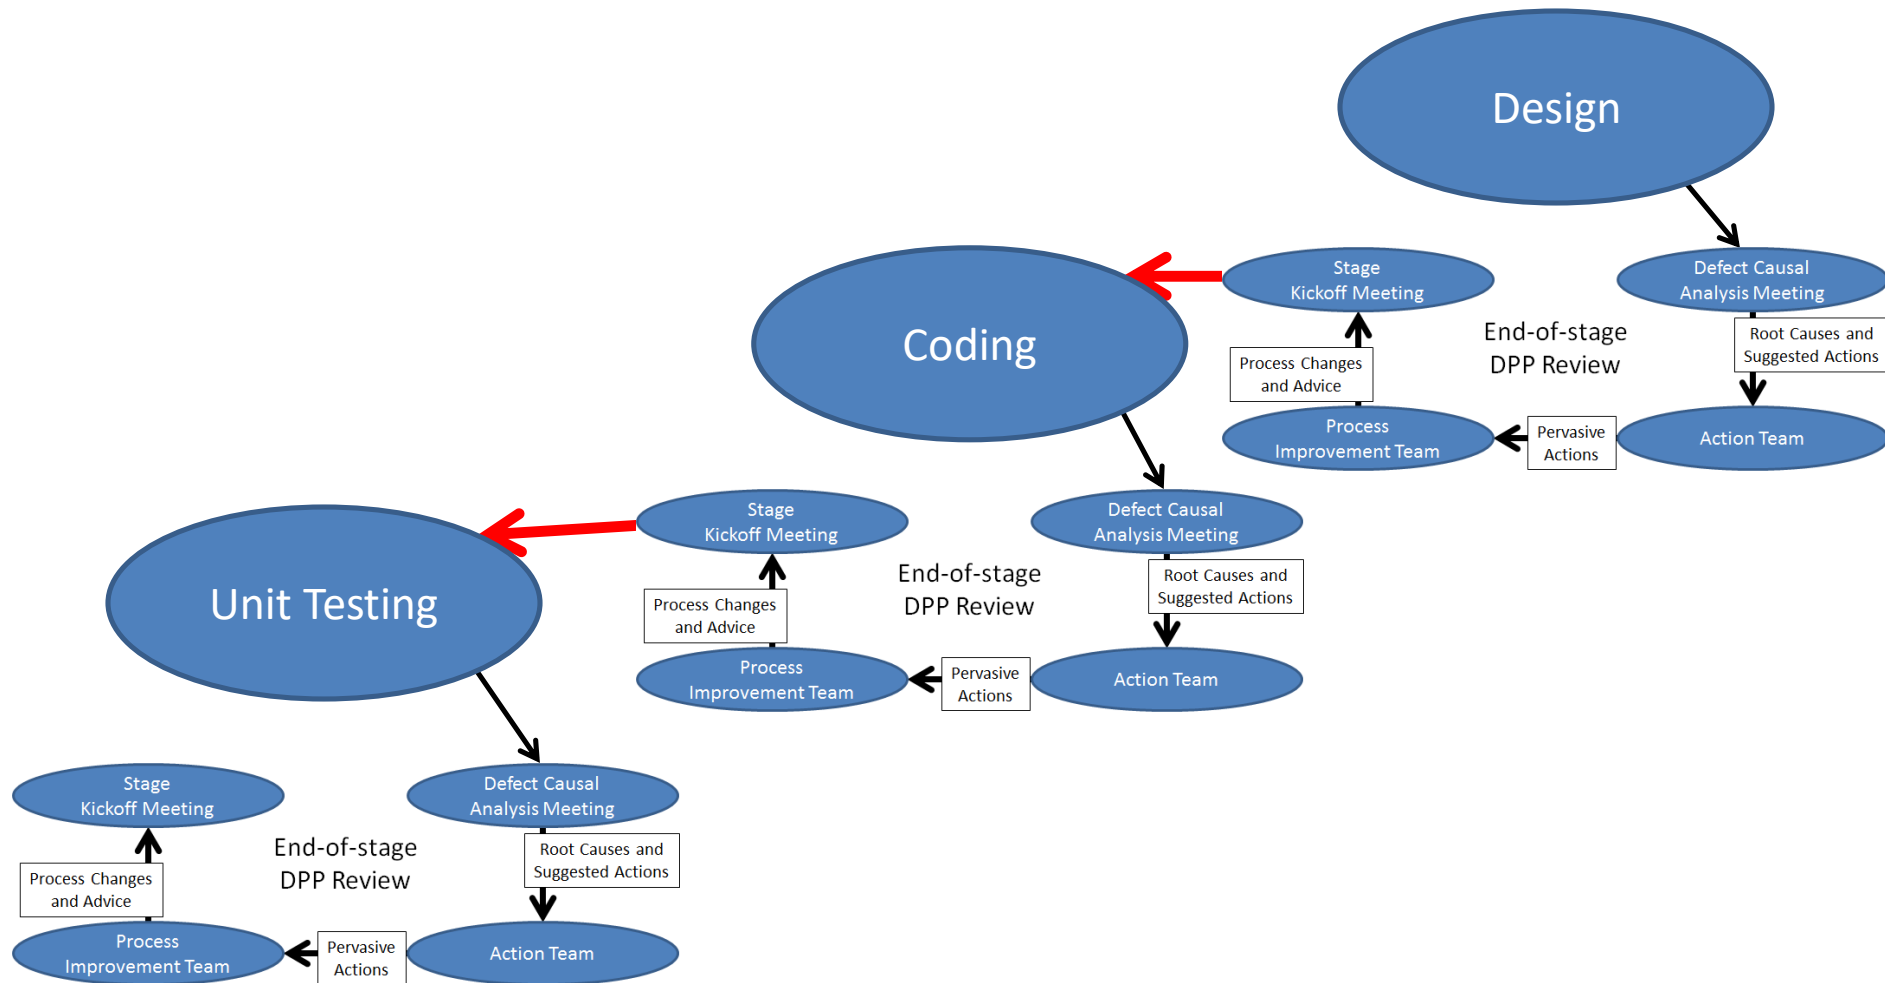 Design
Stage
Kickoff Meeting
Defect Causal
Analysis Meeting
End-of-stage
DPP Review
Root Causes and
Suggested Actions
Process Changes
and Advice
Process
Improvement Team
Pervasive
Actions
Action Team
Coding
Stage
Kickoff Meeting
Defect Causal
Analysis Meeting
End-of-stage
DPP Review
Root Causes and
Suggested Actions
Process Changes
and Advice
Process
Improvement Team
Pervasive
Actions
Action Team
Unit Testing
Stage
Kickoff Meeting
Defect Causal
Analysis Meeting
End-of-stage
DPP Review
Root Causes and
Suggested Actions
Process Changes
and Advice
Process
Improvement Team
Pervasive
Actions
Action Team